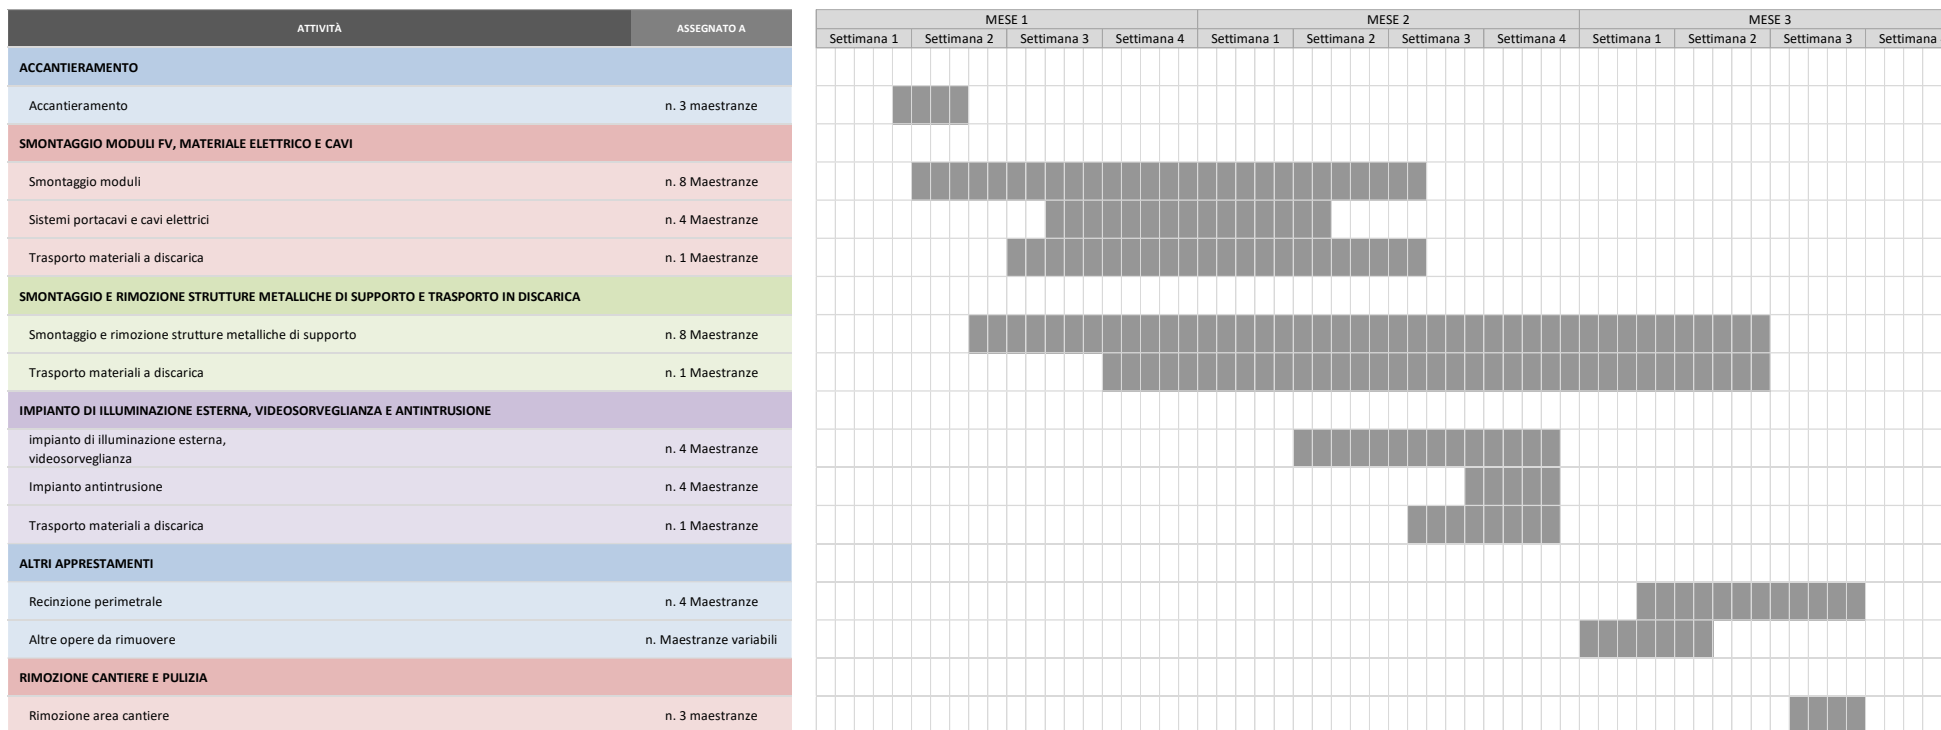 ATTIVITÀ ASSEGNATO A
MESE 1 MESE 2 MESE 3
Settimana 1 Settimana 2 Settimana 3 Settimana 4 Settimana 1 Settimana 2 Settimana 3 Settimana 4 Settimana 1 Settimana 2 Settimana 3 Settimana
ACCANTIERAMENTO
Accantieramento n. 3 maestranze
SMONTAGGIO MODULI FV, MATERIALE ELETTRICO E CAVI
Smontaggio moduli n. 8 Maestranze
Sistemi portacavi e cavi elettrici n. 4 Maestranze
Trasporto materiali a discarica n. 1 Maestranze
SMONTAGGIO E RIMOZIONE STRUTTURE METALLICHE DI SUPPORTO E TRASPORTO IN DISCARICA
Smontaggio e rimozione strutture metalliche di supporto n. 8 Maestranze
Trasporto materiali a discarica n. 1 Maestranze
IMPIANTO DI ILLUMINAZIONE ESTERNA, VIDEOSORVEGLIANZA E ANTINTRUSIONE
impianto di illuminazione esterna,
videosorveglianza n. 4 Maestranze
Impianto antintrusione n. 4 Maestranze
Trasporto materiali a discarica n. 1 Maestranze
ALTRI APPRESTAMENTI
Recinzione perimetrale n. 4 Maestranze
Altre opere da rimuovere n. Maestranze variabili
RIMOZIONE CANTIERE E PULIZIA
Rimozione area cantiere n. 3 maestranze